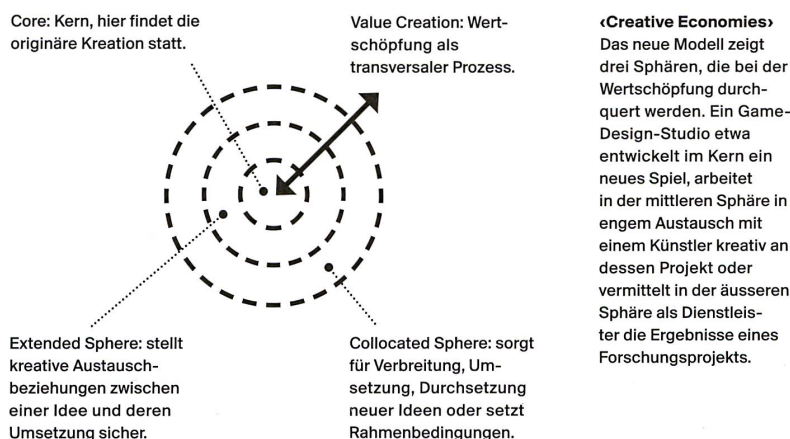 Core: Kern, hier findet die
originäre Kreation statt.
Value Creation: Wert-
schöpfung als
transversaler Prozess.
Extended Sphere: stellt
kreative Austausch-
beziehungen zwischen
einer Idee und deren
Umsetzung sicher.
Collocated Sphere: sorgt
für Verbreitung, Um-
setzung, Durchsetzung
neuer Ideen oder setzt
Rahmenbedingungen.
‹Creative Economies›
Das neue Modell zeigt
drei Sphären, die bei der
Wertschöpfung durch-
quert werden. Ein Game-
Design-Studio etwa
entwickelt im Kern ein
neues Spiel, arbeitet
in der mittleren Sphäre in
engem Austausch mit
einem Künstler kreativ an
dessen Projekt oder
vermittelt in der äusseren
Sphäre als Dienstleis-
ter die Ergebnisse eines
Forschungsprojekts.